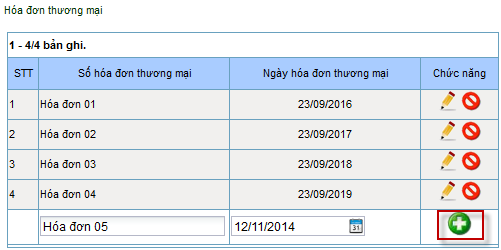 Hóa đơn thương mại
1 - 4/4 bản ghi.
STT Số hóa đơn thương mại Ngày hóa đơn thương mại Chức năng
1 Hóa đơn 01 23/09/2016
2 Hóa đơn 02 23/09/2017
3 Hóa đơn 03 23/09/2018
4 Hóa đơn 04 23/09/2019
Hóa đơn 05 12/11/2014 31